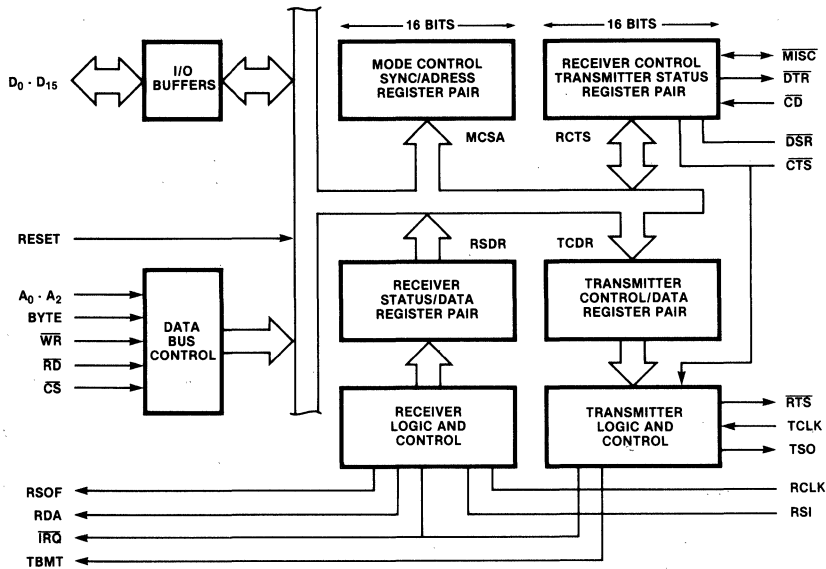 16 BITS
16 BITS
D0 - D15
I/O
BUFFERS
MODE CONTROL
SYNC/ADRESS
REGISTER PAIR
RECEIVER CONTROL
TRANSMITTER STATUS
REGISTER PAIR
MISC
DTR
CD
DSR
CTS
MCSA
RCTS
RESET
RSDR
TCDR
A0 - A2
BYTE
WR
RD
CS
DATA
BUS
CONTROL
RECEIVER
STATUS/DATA
REGISTER PAIR
TRANSMITTER
CONTROL/DATA
REGISTER PAIR
RECEIVER
LOGIC AND
CONTROL
TRANSMITTER
LOGIC AND
CONTROL
RTS
TCLK
TSO
RSOF
RDA
IRQ
TBMT
RCLK
RSI